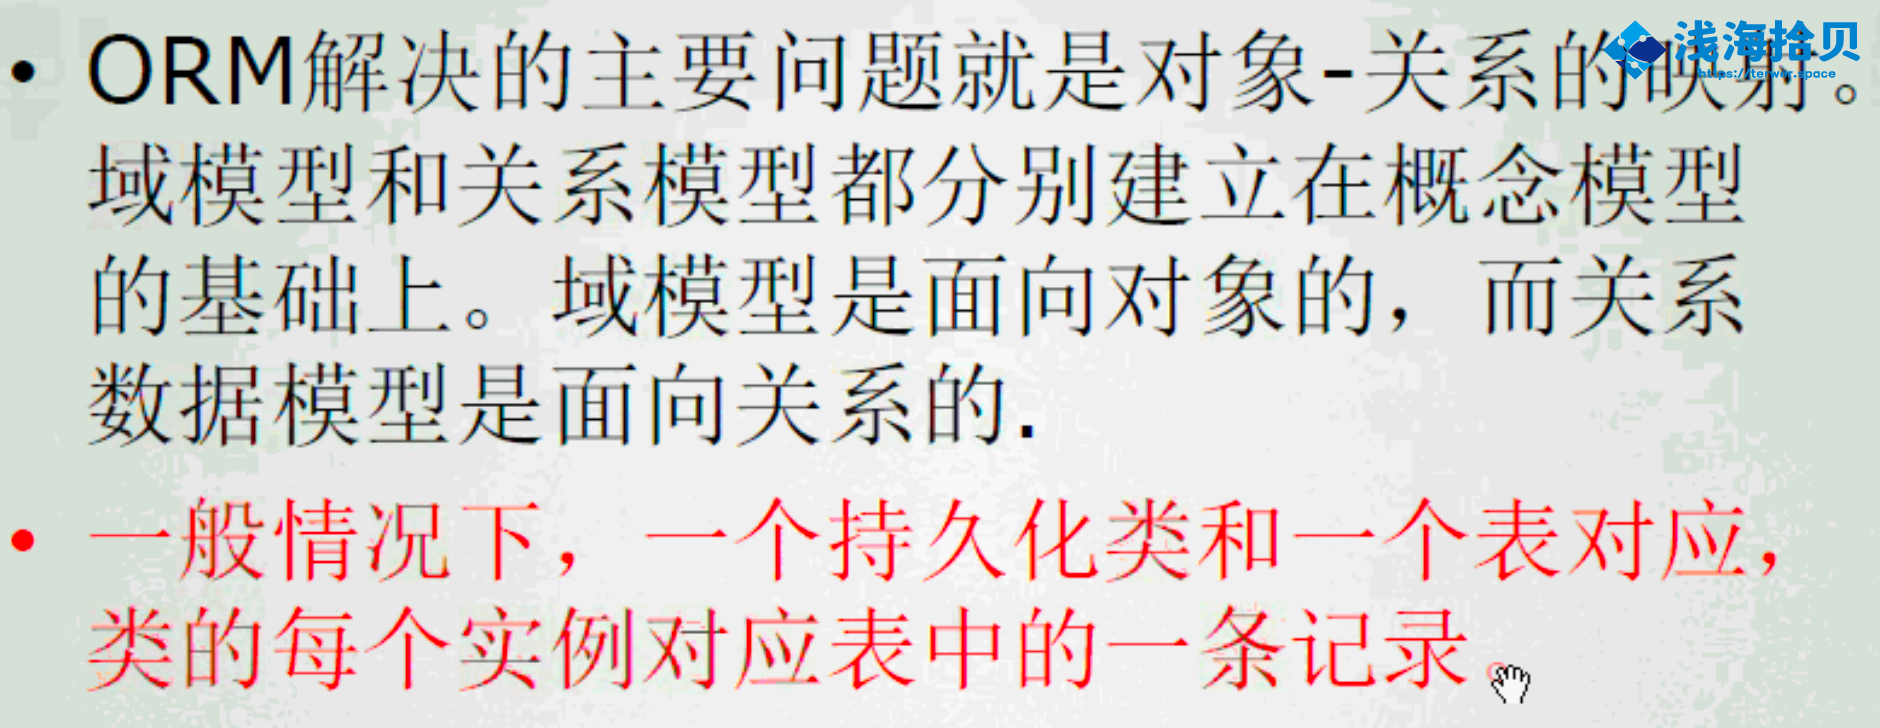 • ORM解决的主要问题就是对象-关系的映射。
域模型和关系模型都分别建立在概念模型
的基础上。域模型是面向对象的，而关系
数据模型是面向关系的.
• 一般情况下，一个持久化类和一个表对应，
类的每个实例对应表中的一条记录。
浅海拾贝
https://terwer.space